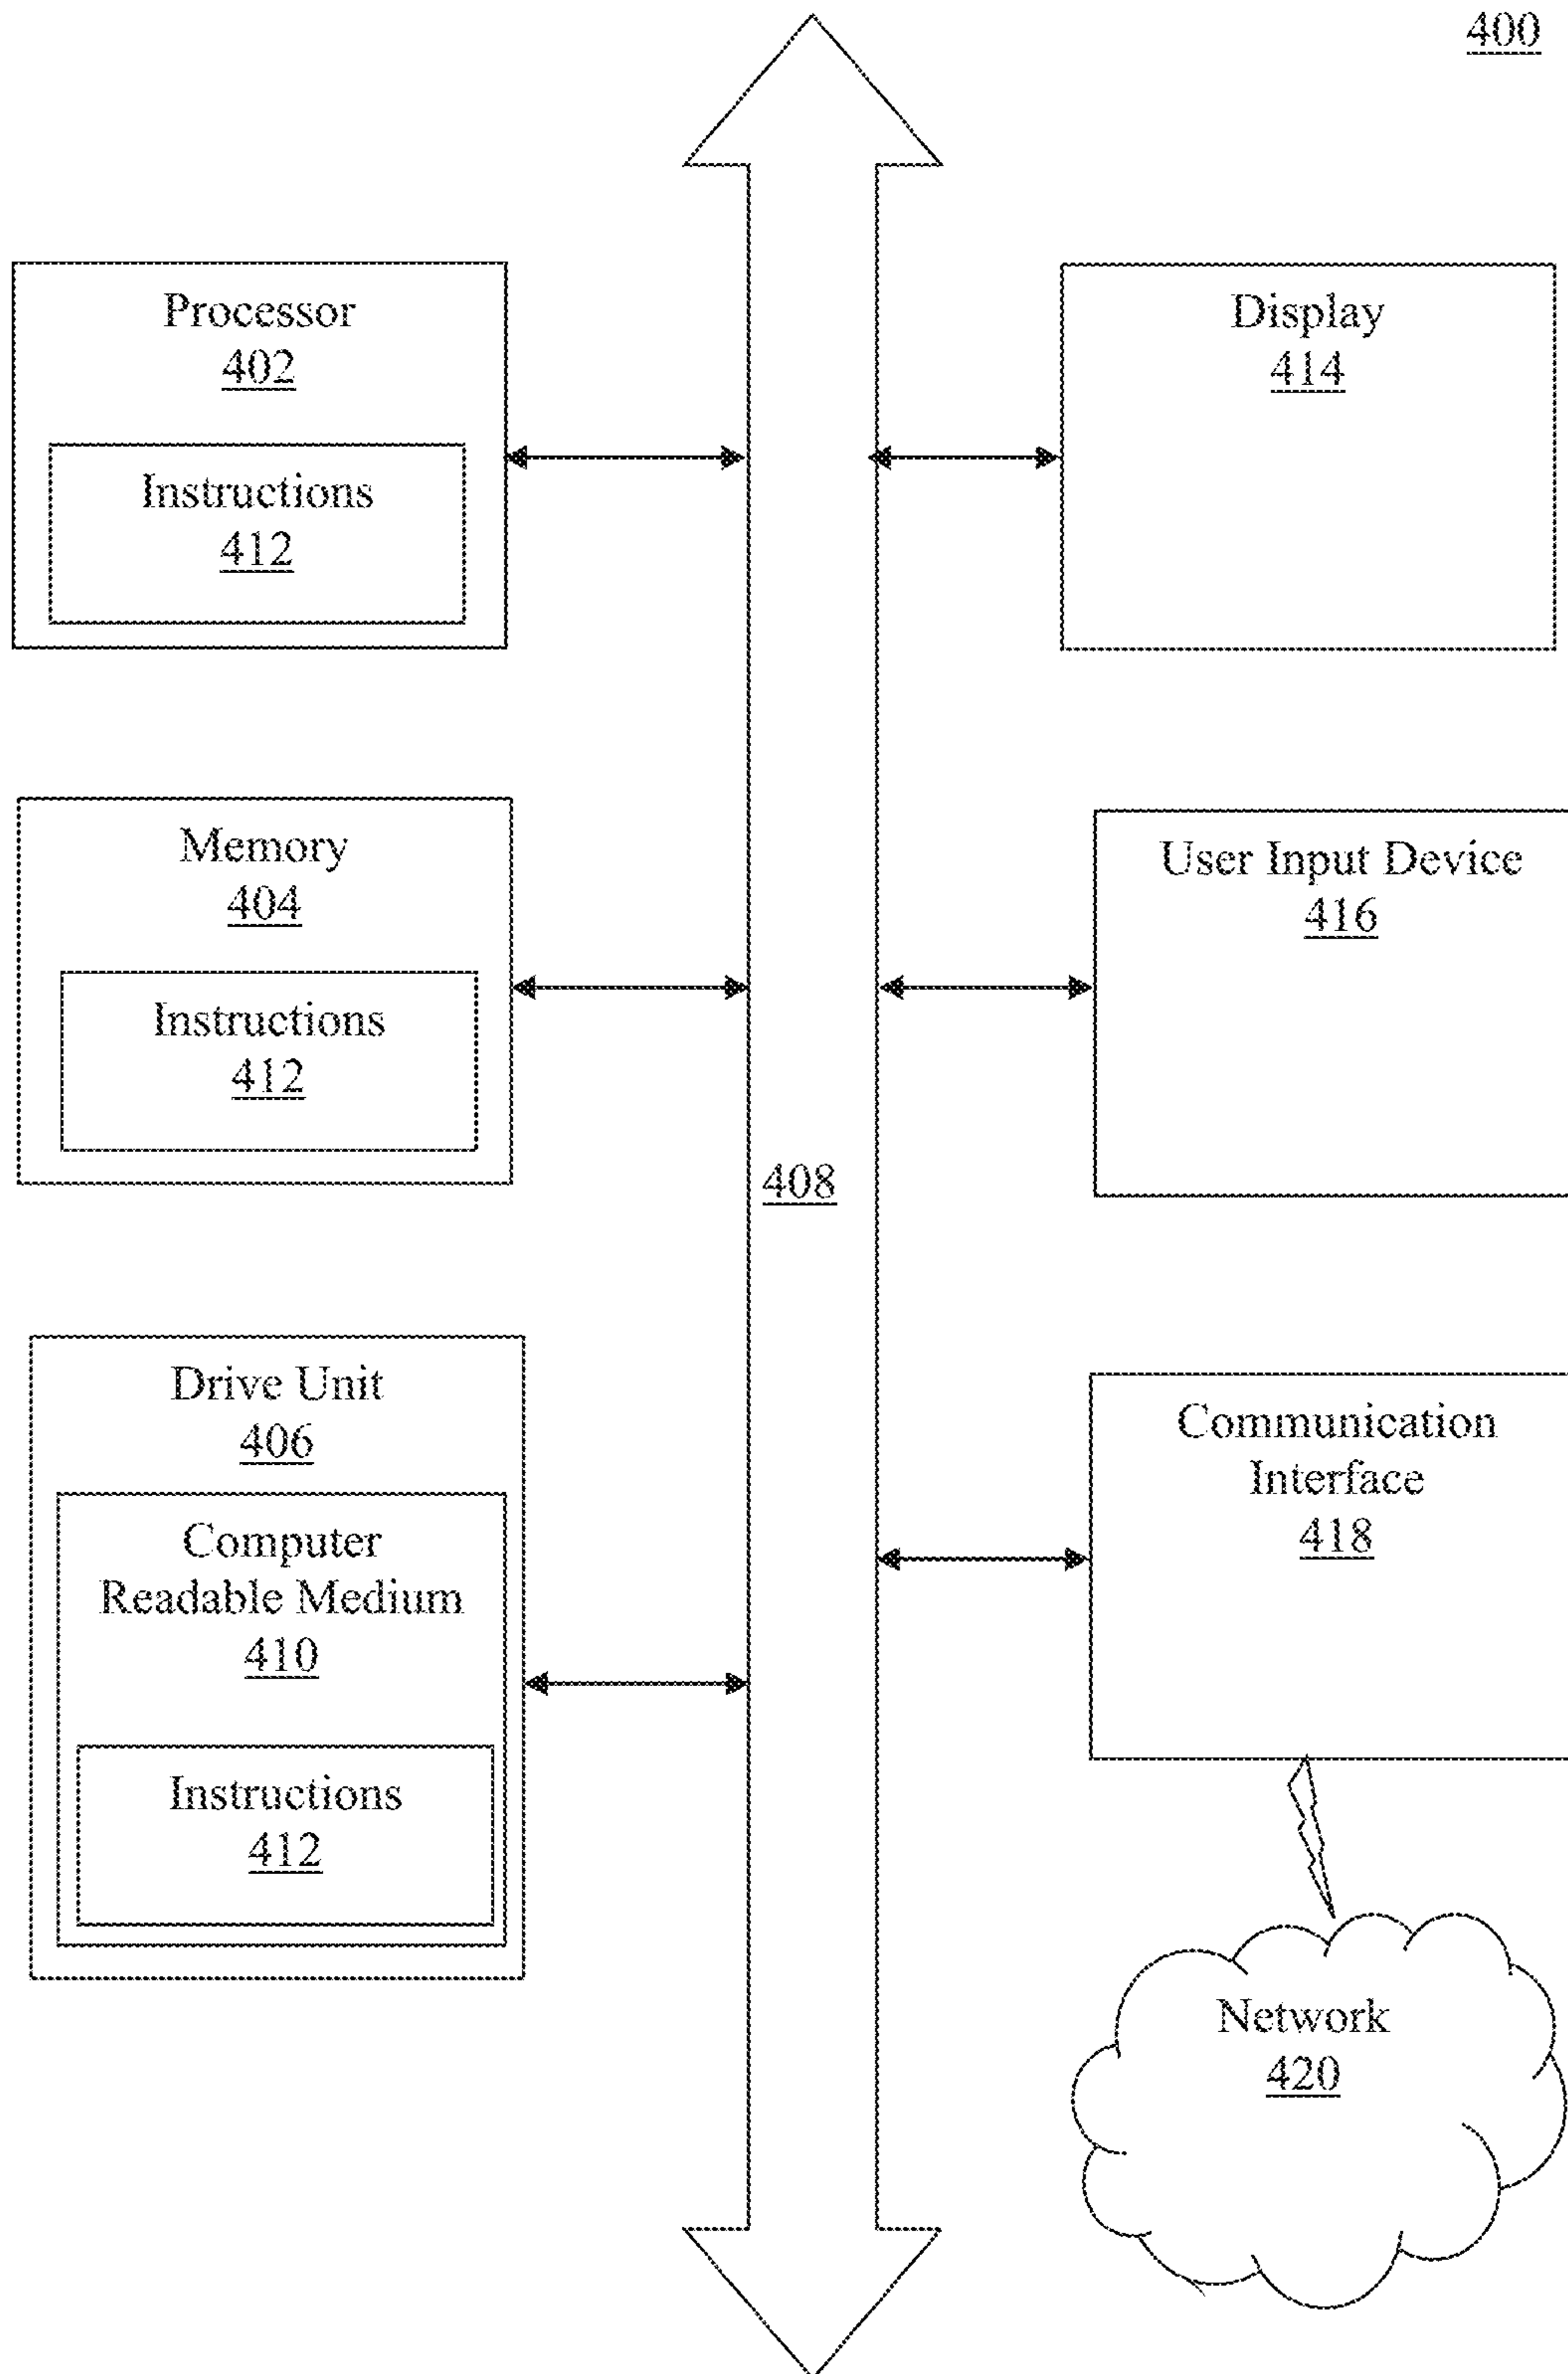 400
Processor
402
Instructions
412
Display
414
Memory
404
Instructions
412
User Input Device
416
408
Drive Unit
406
Computer
Readable Medium
410
Instructions
412
Communication
Interface
418
Network
420